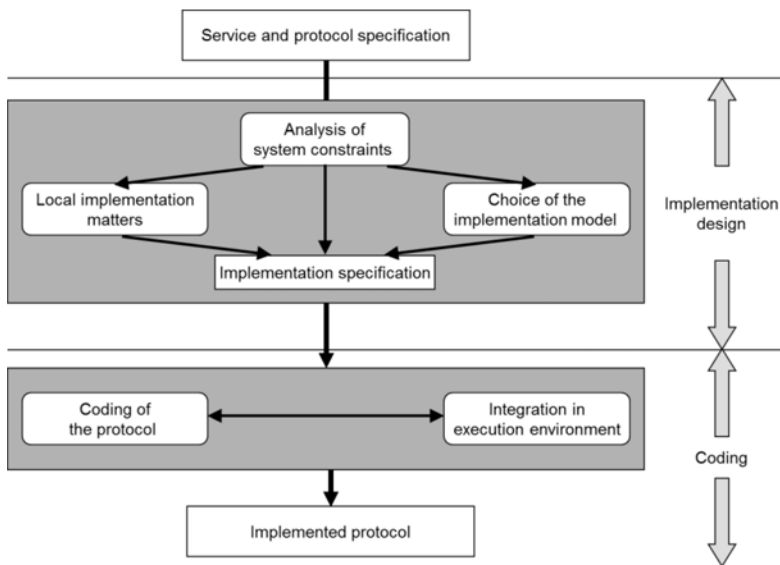 Service and protocol specification
Analysis of
system constraints
Local implementation
matters
Choice of the
implementation model
Implementation
design
Implementation specification
Coding of
the protocol
Integration in
execution environment
Coding
Implemented protocol